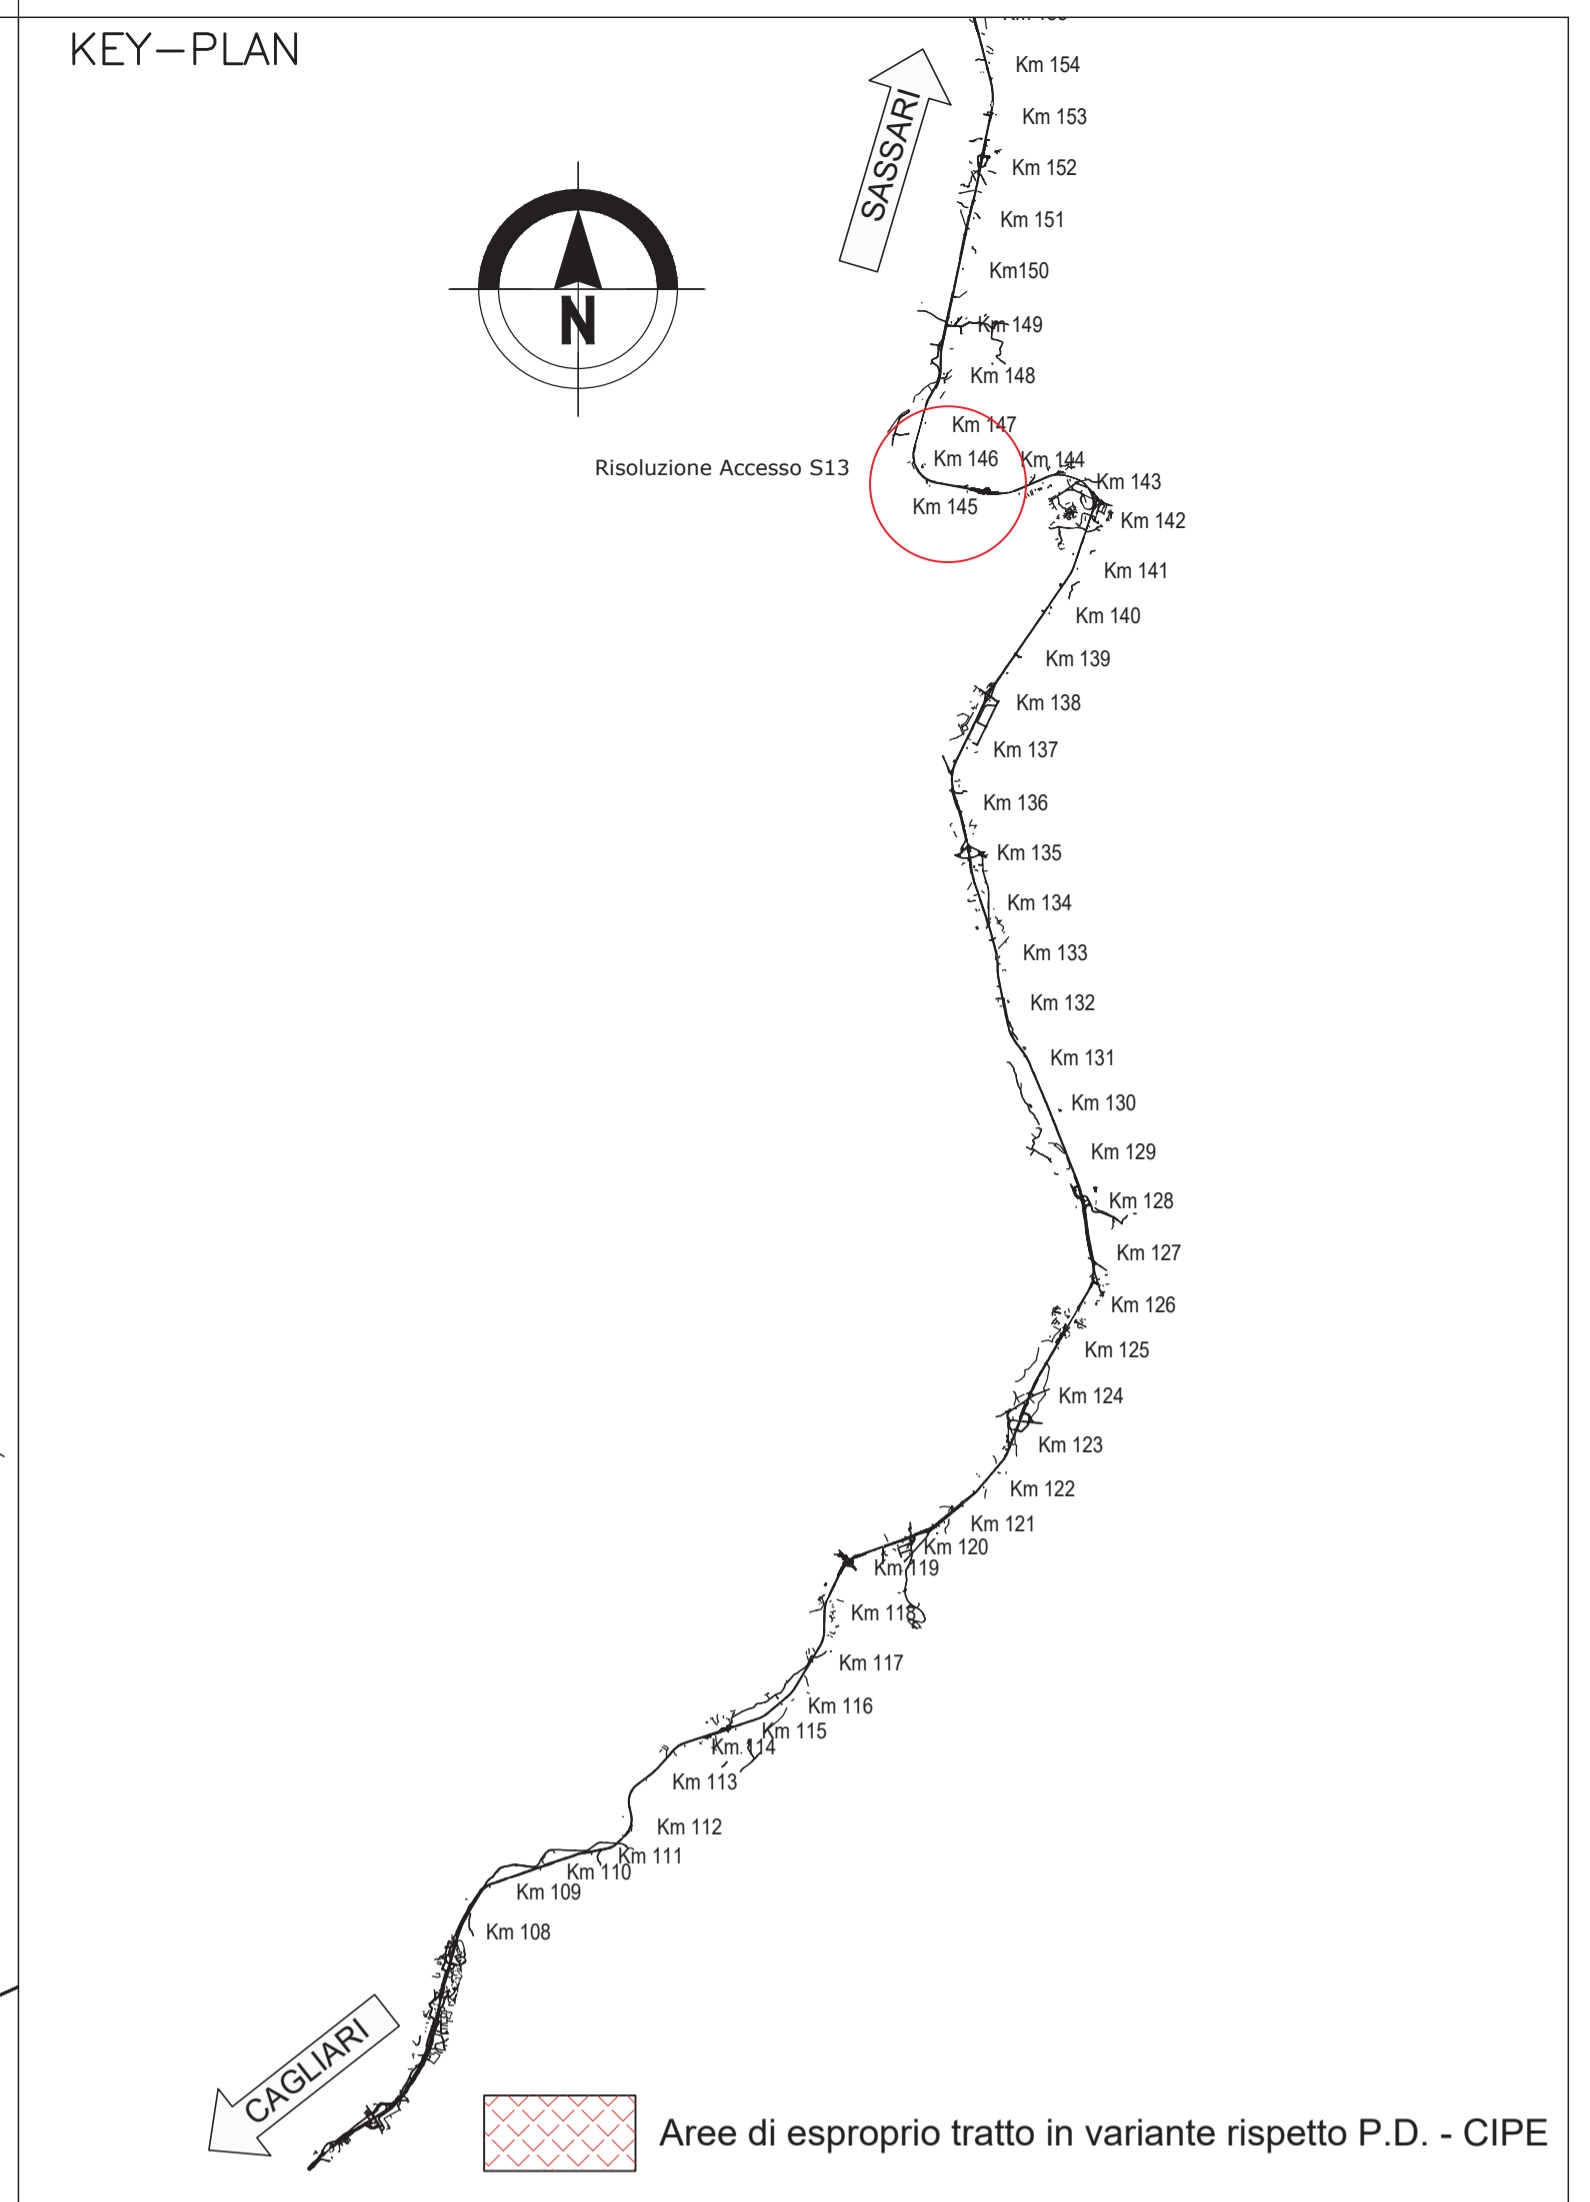 KEY-PLAN
Km 154
Km 153
SASSARI
Km 152
Km 151
Km150
N
Km 149
Km 148
Km 147
Km 146
Km 144
Risoluzione Accesso S13
Km 143
Km 145
Km 142
Km 141
Km 140
Km 139
Km 138
Km 137
Km 136
Km 135
Km 134
Km 133
Km 132
Km 131
Km 130
Km 129
Km 128
Km 127
Km 126
Km 125
Km 124
Km 123
Km 122
Km 121
Km 120
Km 119
Km 118
Km 117
Km 116
Km 115
Km 114
Km 113
Km 112
Km 111
Km 110
Km 109
Km 108
CAGLIARI
Aree di esproprio tratto in variante rispetto P.D. - CIPE